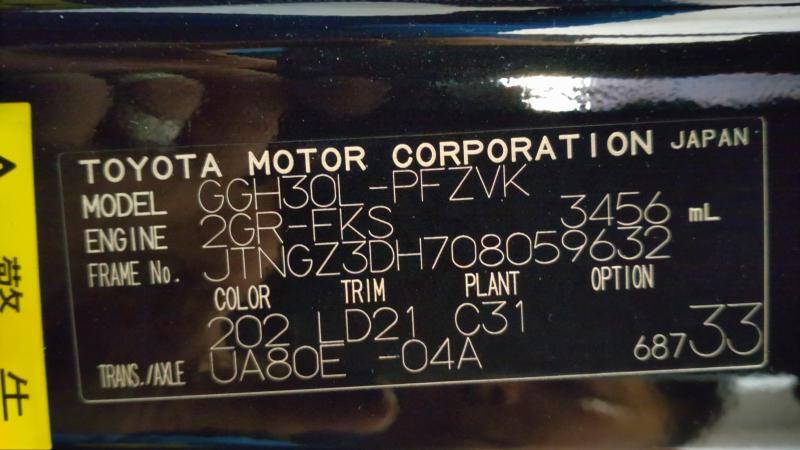 TOYOTA MOTOR CORPORATION JAPAN
MODEL GGH30L-PFZVK
ENGINE 2GR-FKS 3456 mL
FRAME No. JTNGZ3DH708059632
COLOR TRIM PLANT OPTION
202 LD21 C31
TRANS./AXLE UA80E -04A 68733
生